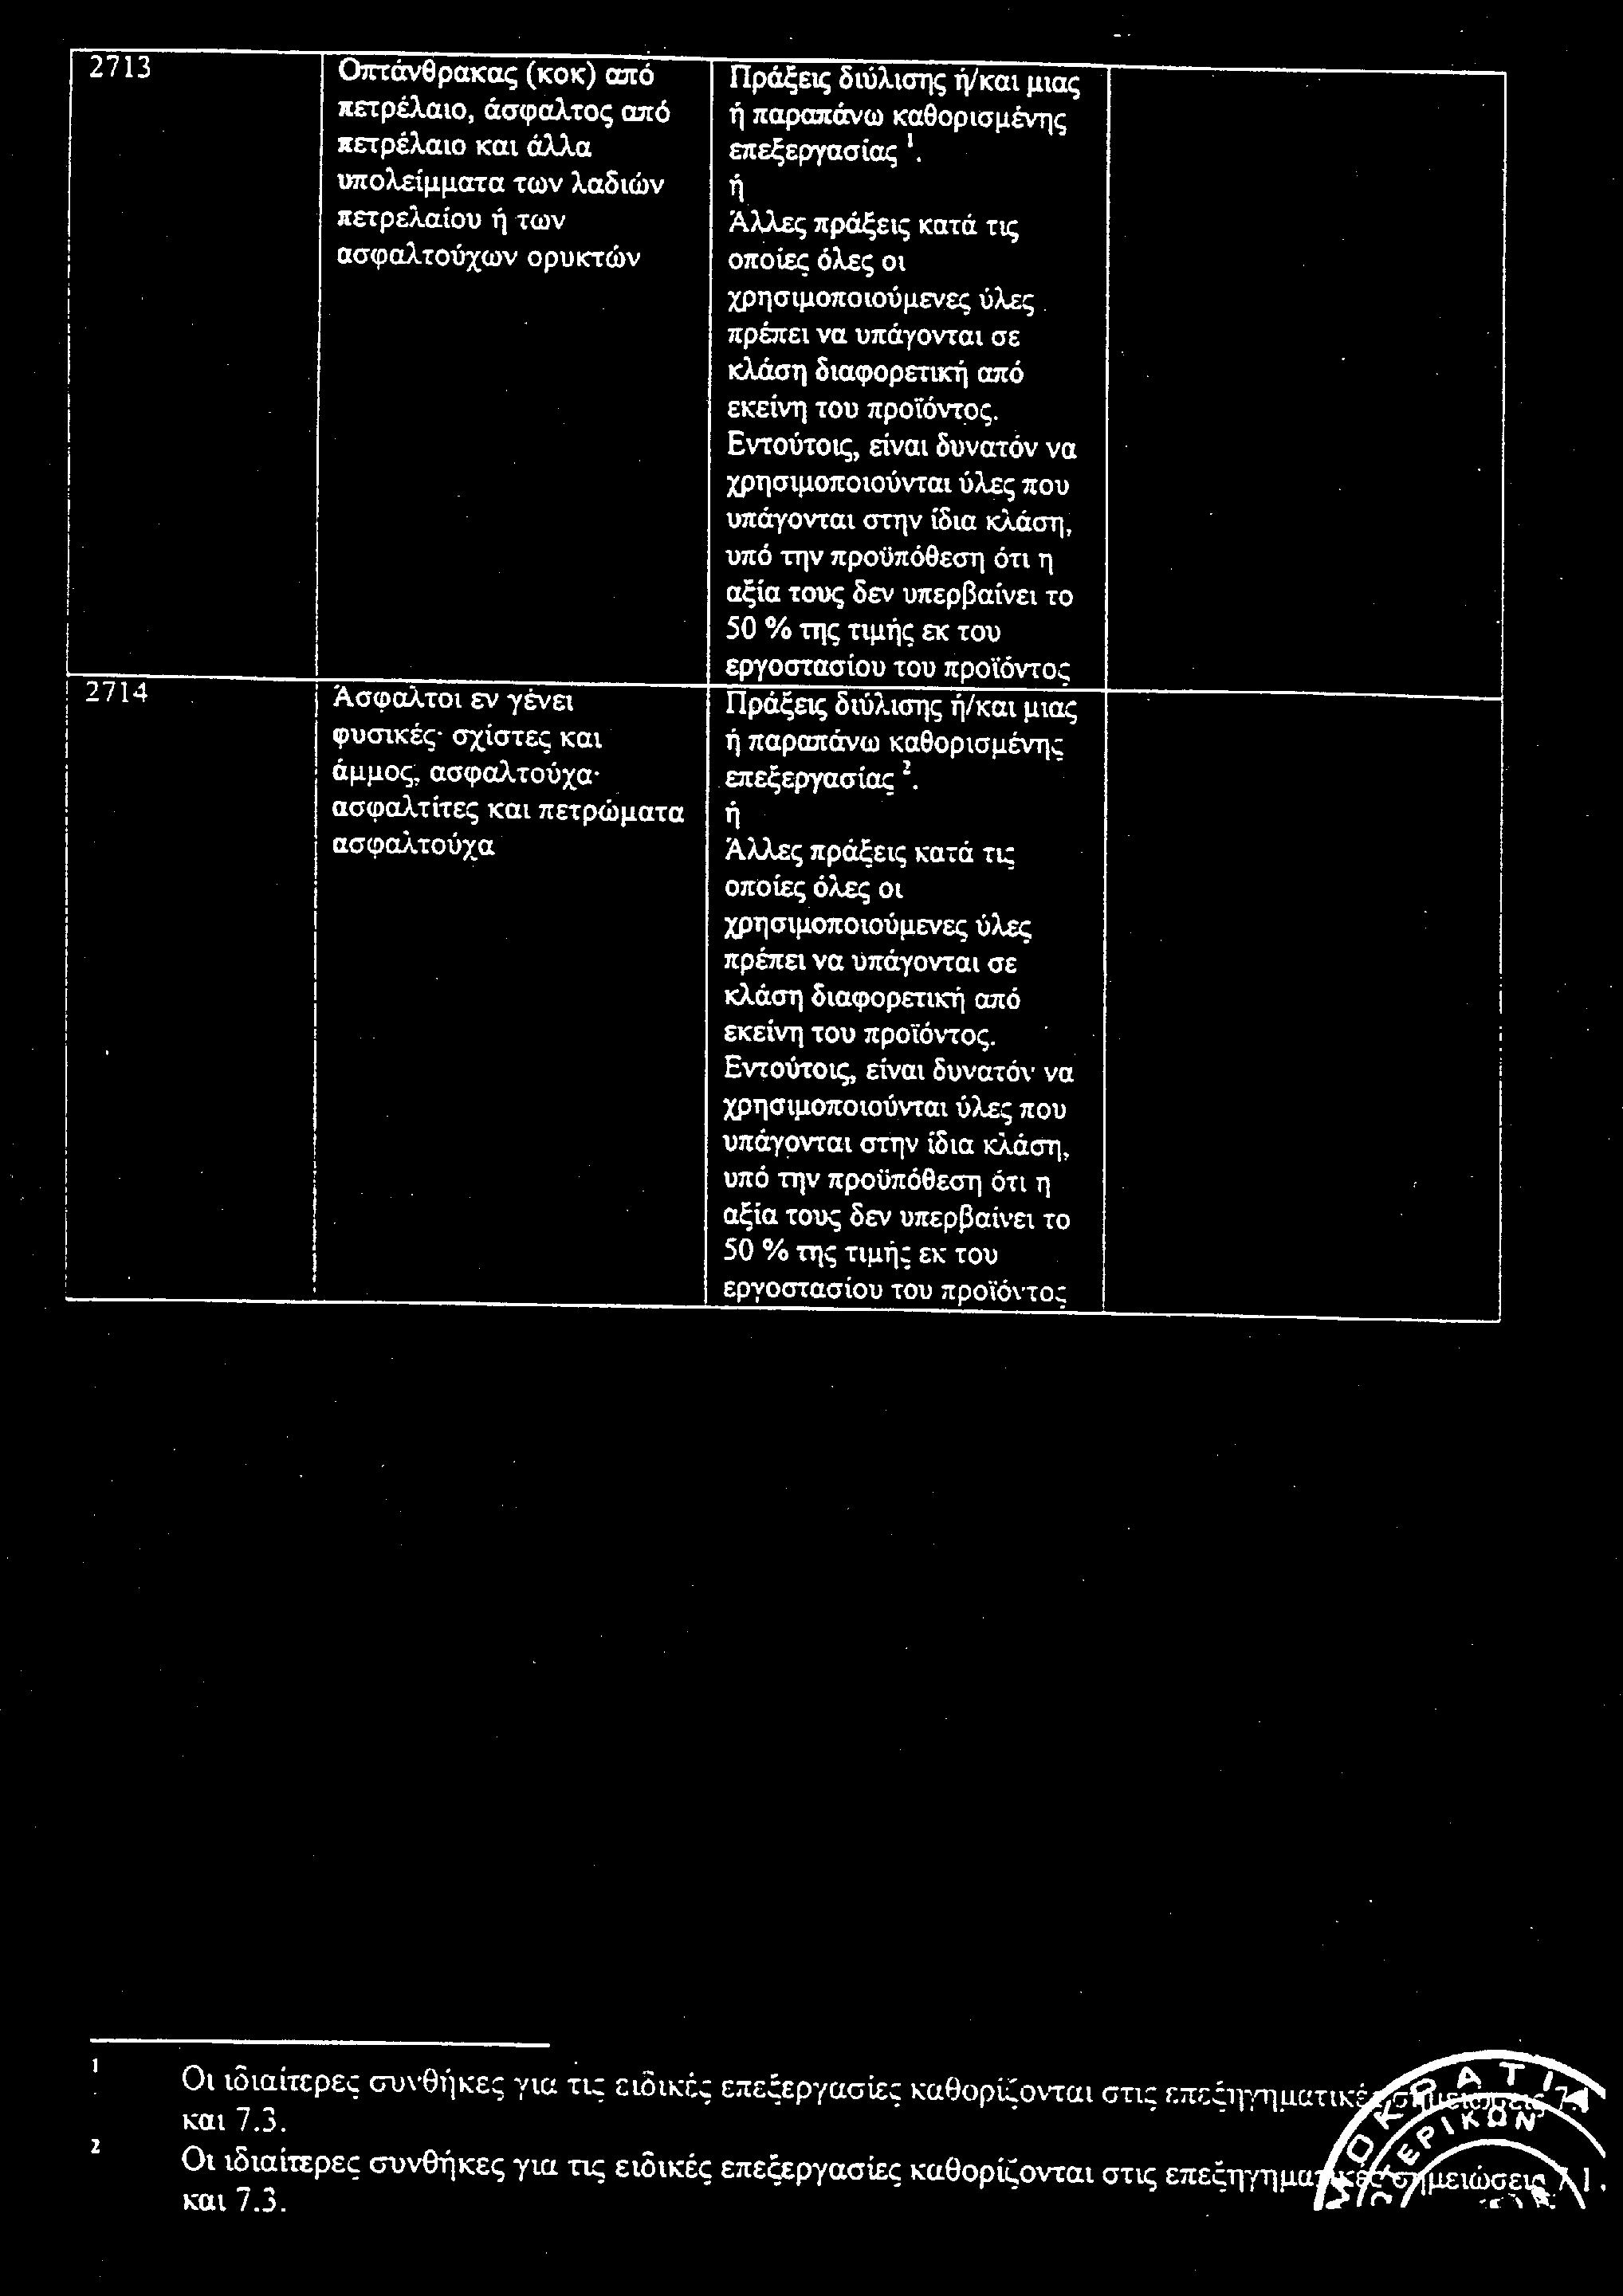 2713
Οπτάνθρακας (κοκ) από
πετρέλαιο, άσφαλτος από
πετρέλαιο και άλλα
υπολείμματα των λαδιών
πετρελαίου ή των
ασφαλτούχων ορυκτών
Πράξεις διύλισης ή/και μιας
ή παραπάνω καθορισμένης
επεξεργασίας ¹.
ή
Άλλες πράξεις κατά τις
οποίες όλες οι
χρησιμοποιούμενες ύλες
πρέπει να υπάγονται σε
κλάση διαφορετική από
εκείνη του προϊόντος.
Εντούτοις, είναι δυνατόν να
χρησιμοποιούνται ύλες που
υπάγονται στην ίδια κλάση,
υπό την προϋπόθεση ότι η
αξία τους δεν υπερβαίνει το
50 % της τιμής εκ του
εργοστασίου του προϊόντος
2714
Άσφαλτοι εν γένει
φυσικές· σχίστες και
άμμος, ασφαλτούχα·
ασφαλτίτες και πετρώματα
ασφαλτούχα
Πράξεις διύλισης ή/και μιας
ή παραπάνω καθορισμένης
επεξεργασίας ².
ή
Άλλες πράξεις κατά τις
οποίες όλες οι
χρησιμοποιούμενες ύλες
πρέπει να υπάγονται σε
κλάση διαφορετική από
εκείνη του προϊόντος.
Εντούτοις, είναι δυνατόν να
χρησιμοποιούνται ύλες που
υπάγονται στην ίδια κλάση,
υπό την προϋπόθεση ότι η
αξία τους δεν υπερβαίνει το
50 % της τιμής εκ του
εργοστασίου του προϊόντος
1 Οι ιδιαίτερες συνθήκες για τις ειδικές επεξεργασίες καθορίζονται στις επεξηγηματικές σημειώσεις 7.1
και 7.3.
2 Οι ιδιαίτερες συνθήκες για τις ειδικές επεξεργασίες καθορίζονται στις επεξηγηματικές σημειώσεις 7.1.
και 7.3.